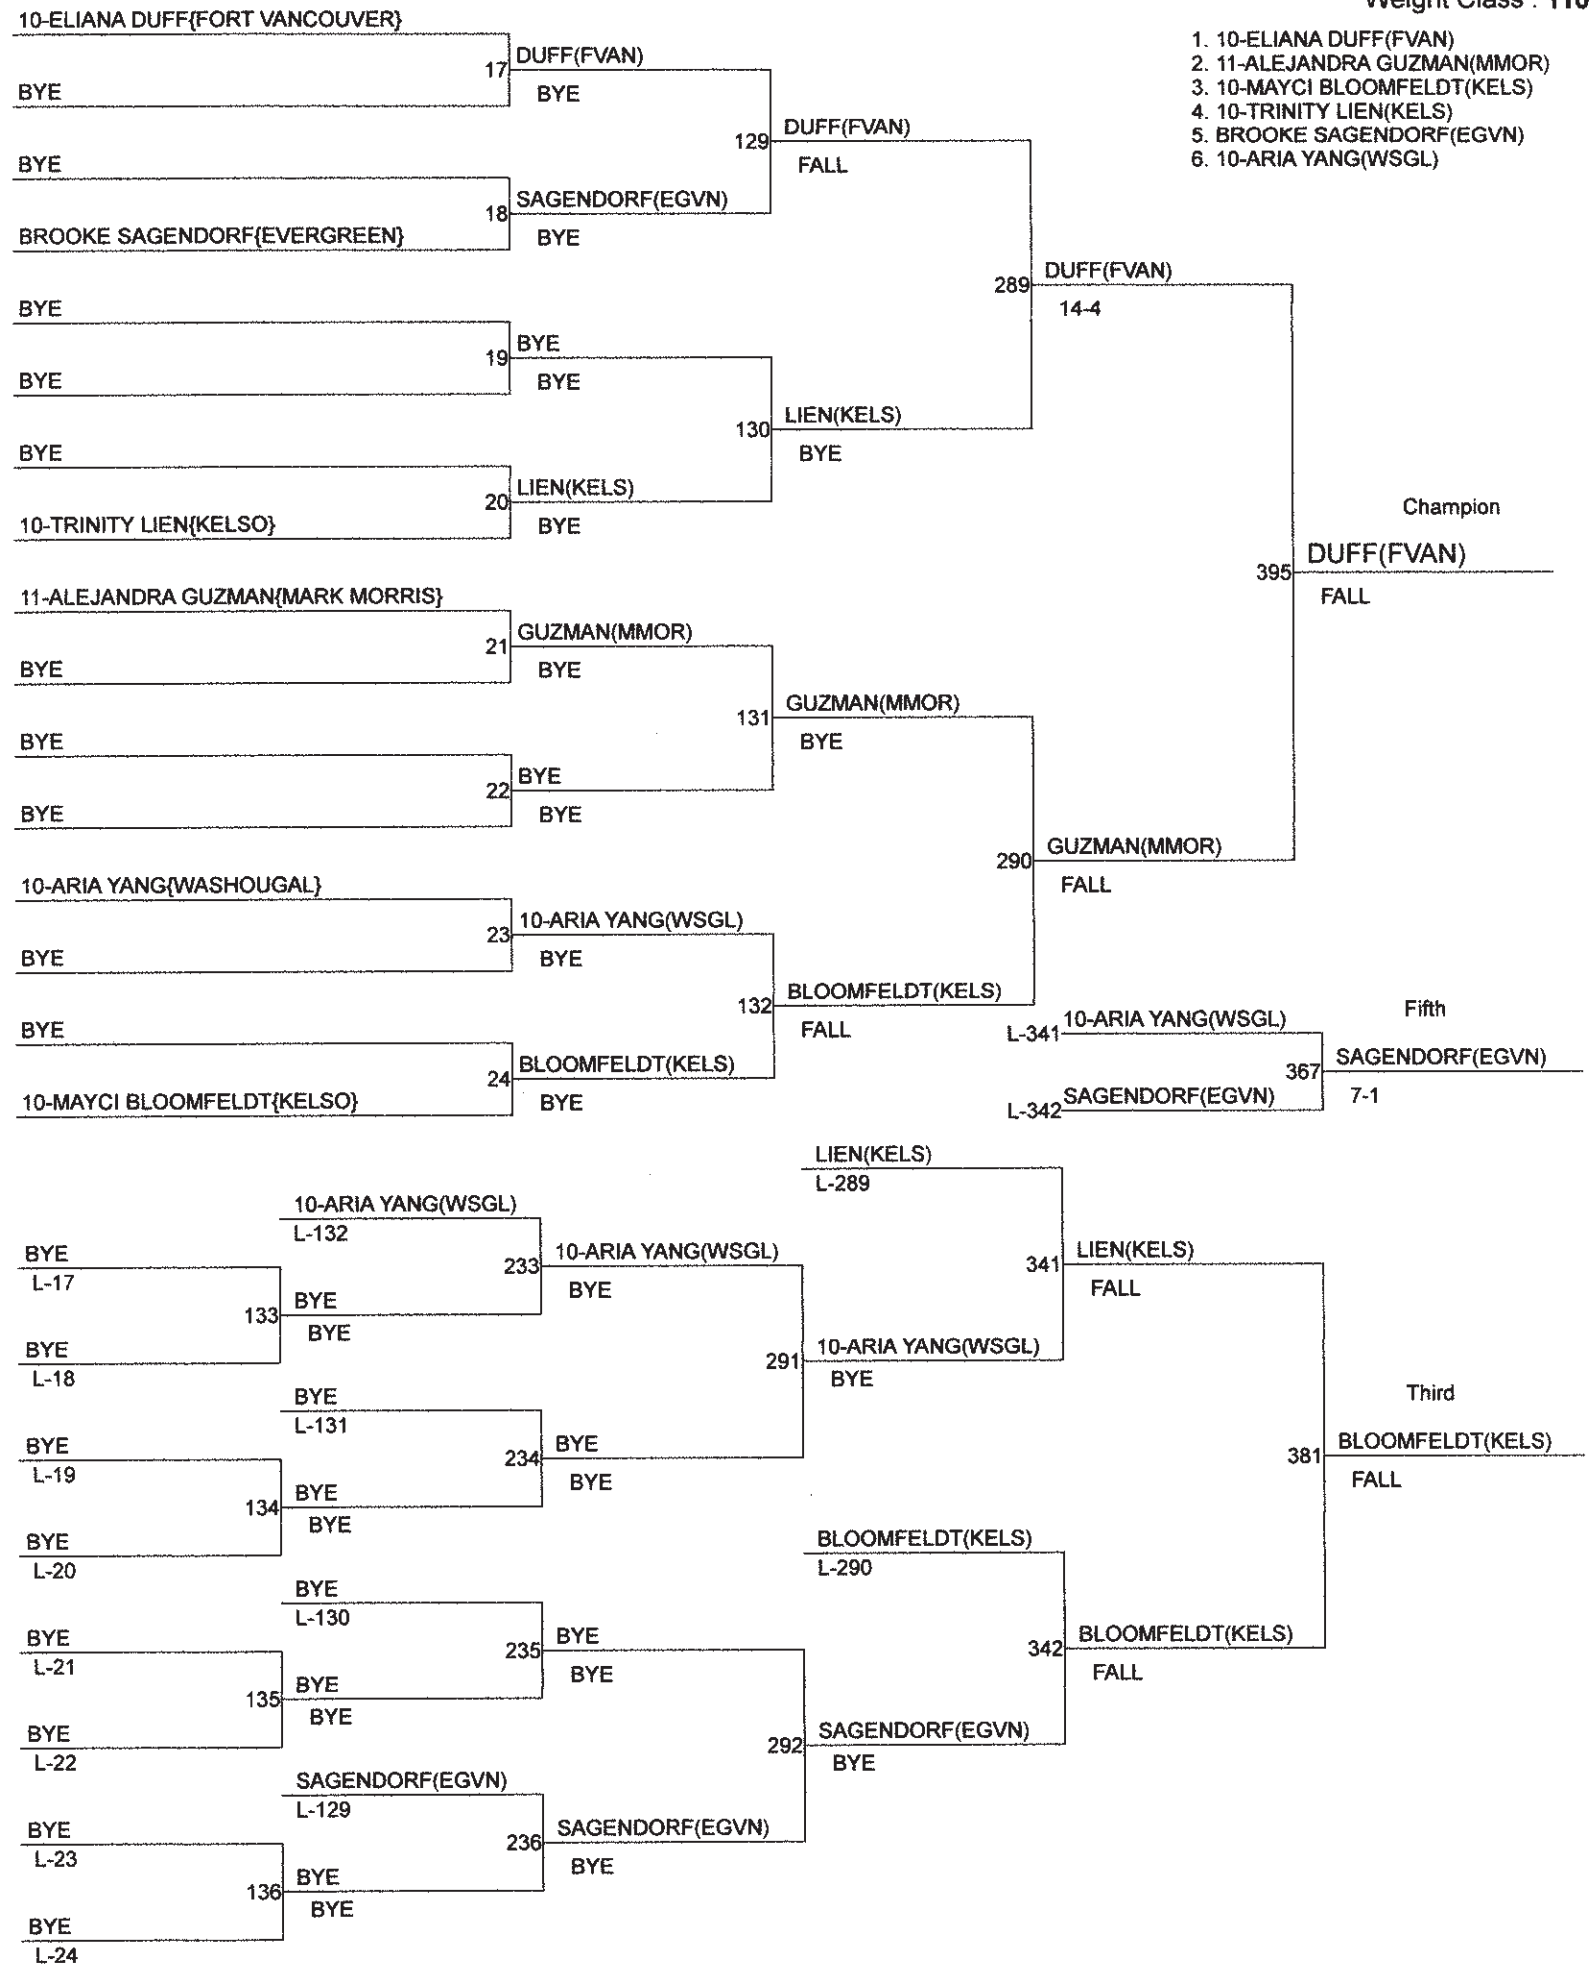 Weight Class : 110
1. 10-ELIANA DUFF(FVAN)
2. 11-ALEJANDRA GUZMAN(MMOR)
3. 10-MAYCI BLOOMFELDT(KELS)
4. 10-TRINITY LIEN(KELS)
5. BROOKE SAGENDORF(EGVN)
6. 10-ARIA YANG(WSGL)
10-ELIANA DUFF{FORT VANCOUVER}
17 DUFF(FVAN)
BYE
BYE
129 DUFF(FVAN)
FALL
BYE
18 SAGENDORF(EGVN)
BYE
BROOKE SAGENDORF{EVERGREEN}
289 DUFF(FVAN)
14-4
BYE
19 BYE
BYE
BYE
130 LIEN(KELS)
BYE
BYE
20 LIEN(KELS)
BYE
10-TRINITY LIEN{KELSO}
Champion
395 DUFF(FVAN)
FALL
11-ALEJANDRA GUZMAN{MARK MORRIS}
21 GUZMAN(MMOR)
BYE
BYE
131 GUZMAN(MMOR)
BYE
BYE
22 BYE
BYE
BYE
290 GUZMAN(MMOR)
FALL
10-ARIA YANG{WASHOUGAL}
23 10-ARIA YANG(WSGL)
BYE
BYE
132 BLOOMFELDT(KELS)
FALL
BYE
24 BLOOMFELDT(KELS)
BYE
10-MAYCI BLOOMFELDT{KELSO}
Fifth
L-341 10-ARIA YANG(WSGL)
367 SAGENDORF(EGVN)
7-1
L-342 SAGENDORF(EGVN)
LIEN(KELS)
L-289
10-ARIA YANG(WSGL)
L-132
BYE
L-17
233 10-ARIA YANG(WSGL)
BYE
341 LIEN(KELS)
FALL
133 BYE
BYE
BYE
L-18
291 10-ARIA YANG(WSGL)
BYE
BYE
L-131
Third
BYE
L-19
234 BYE
BYE
381 BLOOMFELDT(KELS)
FALL
134 BYE
BYE
BYE
L-20
BLOOMFELDT(KELS)
L-290
BYE
L-130
BYE
L-21
235 BYE
BYE
342 BLOOMFELDT(KELS)
FALL
135 BYE
BYE
BYE
L-22
292 SAGENDORF(EGVN)
BYE
SAGENDORF(EGVN)
L-129
BYE
L-23
236 SAGENDORF(EGVN)
BYE
136 BYE
BYE
BYE
L-24